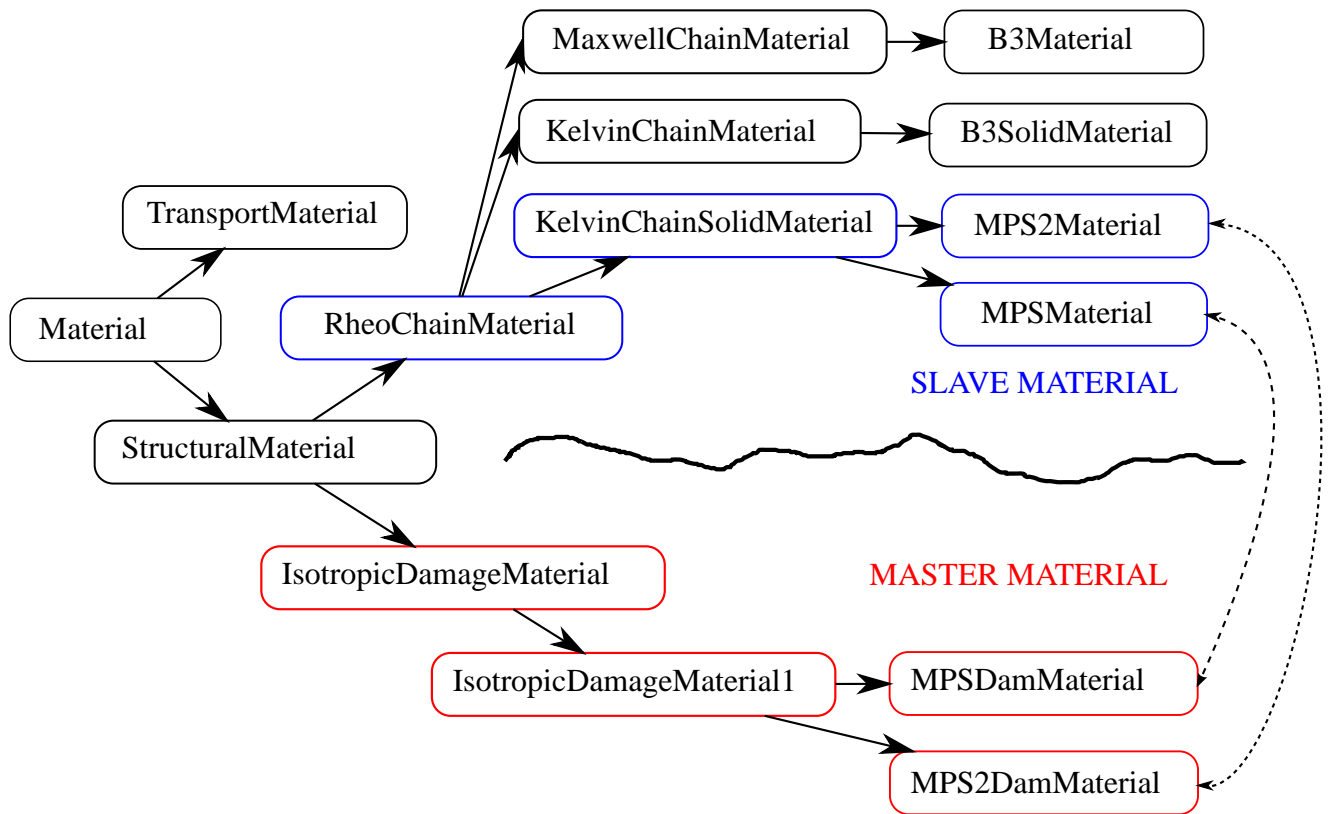 MaxwellChainMaterial
B3Material
KelvinChainMaterial
B3SolidMaterial
TransportMaterial
KelvinChainSolidMaterial
MPS2Material
Material
RheoChainMaterial
MPSMaterial
SLAVE MATERIAL
StructuralMaterial
IsotropicDamageMaterial
MASTER MATERIAL
IsotropicDamageMaterial1
MPSDamMaterial
MPS2DamMaterial